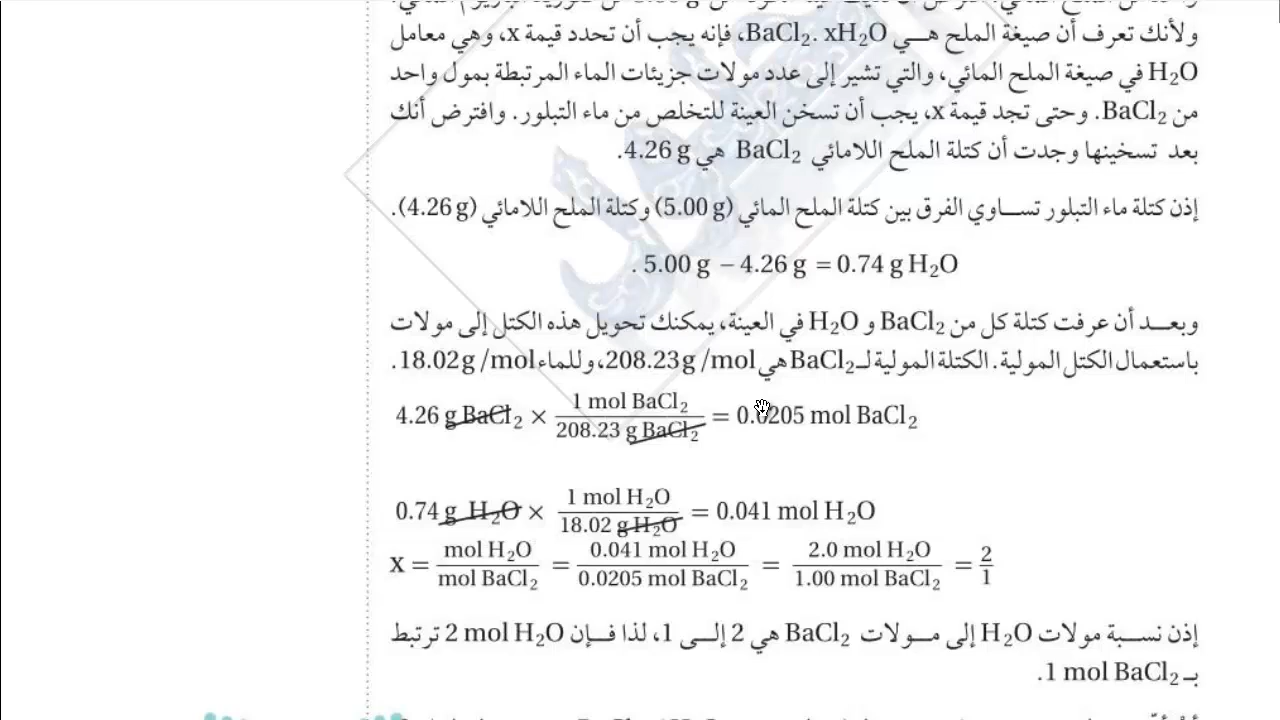 ولأنك تعرف أن صيغة الملح هـــي BaCl₂. xH₂O، فإنه يجب أن تحدد قيمة x، وهي معامل
H₂O في صيغة الملح المائي، والتي تشير إلى عدد مولات جزيئات الماء المرتبطة بمول واحد
من BaCl₂. وحتى تجد قيمة x، يجب أن تسخن العينة للتخلص من ماء التبلور. وافترض أنك
بعد تسخينها وجدت أن كتلة الملح اللامائي BaCl₂ هي 4.26 g.
إذن كتلة ماء التبلور تســاوي الفرق بين كتلة الملح المائي (5.00 g) وكتلة الملح اللامائي (4.26 g).
. 5.00 g − 4.26 g = 0.74 g H₂O
وبعـــد أن عرفت كتلة كل من BaCl₂ و H₂O في العينة، يمكنك تحويل هذه الكتل إلى مولات
باستعمال الكتل المولية. الكتلة المولية لـ BaCl₂ هي 208.23 g/mol، وللماء 18.02 g/mol.
4.26 g BaCl₂ × 1 mol BaCl₂ / 208.23 g BaCl₂ = 0.0205 mol BaCl₂
0.74 g H₂O × 1 mol H₂O / 18.02 g H₂O = 0.041 mol H₂O
x = mol H₂O / mol BaCl₂ = 0.041 mol H₂O / 0.0205 mol BaCl₂ = 2.0 mol H₂O / 1.00 mol BaCl₂ = 2/1
إذن نســبة مولات H₂O إلى مــولات BaCl₂ هي 2 إلــى 1، لذا فــإن 2 mol H₂O ترتبط
بـ 1 mol BaCl₂.